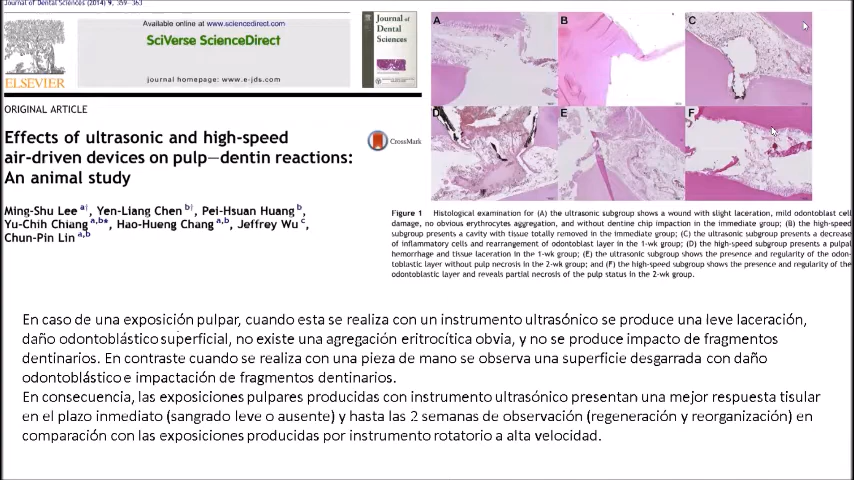 Journal of Dental Sciences (2014) 9, 359-363
Available online at www.sciencedirect.com
SciVerse ScienceDirect
journal homepage: www.e-jds.com
ELSEVIER
Journal of
Dental
Sciences
ORIGINAL ARTICLE
Effects of ultrasonic and high-speed
air-driven devices on pulp—dentin reactions:
An animal study
CrossMark
Ming-Shu Lee a†, Yen-Liang Chen b†, Pei-Hsuan Huang b,
Yu-Chih Chiang a,b*, Hao-Hueng Chang a,b, Jeffrey Wu c,
Chun-Pin Lin a,b
A
B
C
D
E
F
Figure 1 Histological examination for (A) the ultrasonic subgroup shows a wound with slight laceration, mild odontoblast cell
damage, no obvious erythrocytes aggregation, and without dentine chip impaction in the immediate group; (B) the high-speed
subgroup presents a cavity with tissue totally removed in the immediate group; (C) the ultrasonic subgroup presents a decrease
of inflammatory cells and rearrangement of odontoblast layer in the 1-wk group; (D) the high-speed subgroup presents a pulpal
hemorrhage and tissue laceration in the 1-wk group; (E) the ultrasonic subgroup shows the presence and regularity of the odon-
toblastic layer without pulp necrosis in the 2-wk group; and (F) the high-speed subgroup shows the presence and regularity of the
odontoblastic layer and reveals partial necrosis of the pulp status in the 2-wk group.
En caso de una exposición pulpar, cuando esta se realiza con un instrumento ultrasónico se produce una leve laceración,
daño odontoblástico superficial, no existe una agregación eritrocítica obvia, y no se produce impacto de fragmentos
dentinarios. En contraste cuando se realiza con una pieza de mano se observa una superficie desgarrada con daño
odontoblástico e impactación de fragmentos dentinarios.
En consecuencia, las exposiciones pulpares producidas con instrumento ultrasónico presentan una mejor respuesta tisular
en el plazo inmediato (sangrado leve o ausente) y hasta las 2 semanas de observación (regeneración y reorganización) en
comparación con las exposiciones producidas por instrumento rotatorio a alta velocidad.